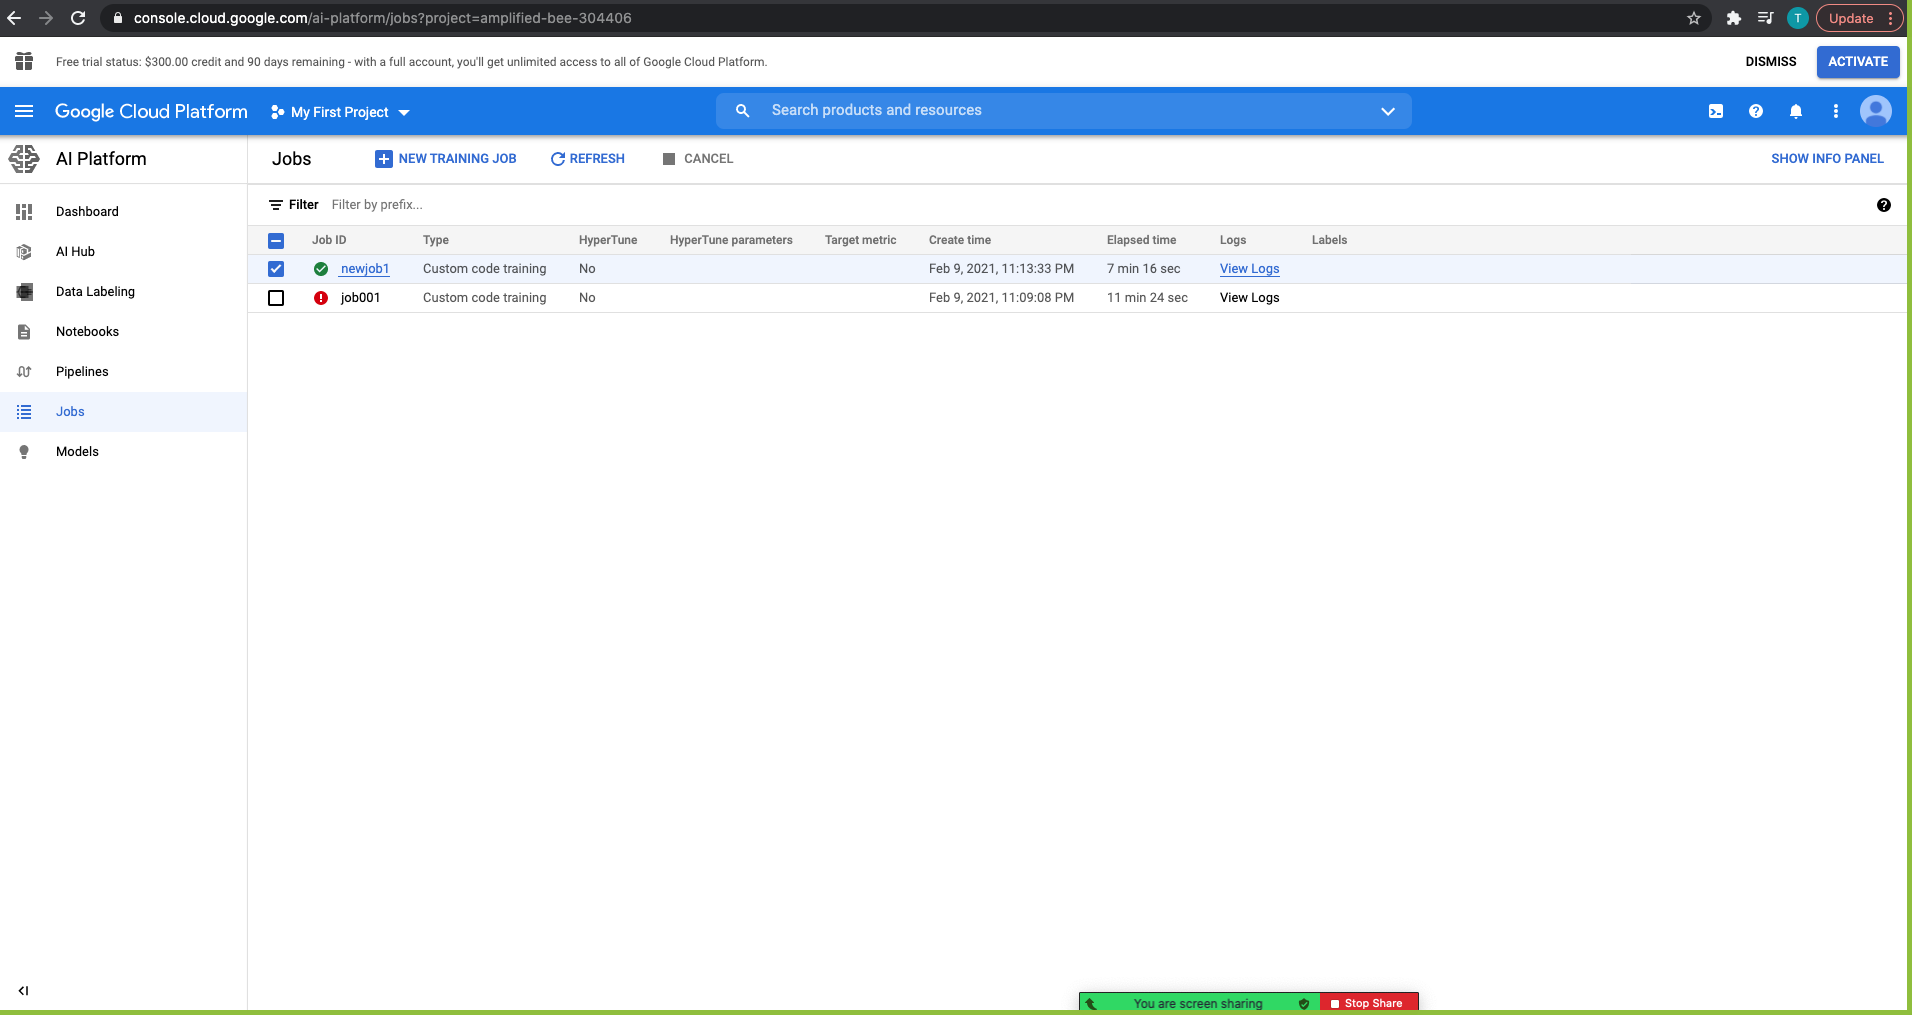 console.cloud.google.com/ai-platform/jobs?project=amplified-bee-304406
T
Update
Free trial status: $300.00 credit and 90 days remaining - with a full account, you'll get unlimited access to all of Google Cloud Platform.
DISMISS
ACTIVATE
Google Cloud Platform
My First Project
Search products and resources
AI Platform
Jobs
NEW TRAINING JOB
REFRESH
CANCEL
SHOW INFO PANEL
Dashboard
AI Hub
Data Labeling
Notebooks
Pipelines
Jobs
Models
Filter Filter by prefix...
Job ID Type HyperTune HyperTune parameters Target metric Create time Elapsed time Logs Labels
newjob1 Custom code training No Feb 9, 2021, 11:13:33 PM 7 min 16 sec View Logs
job001 Custom code training No Feb 9, 2021, 11:09:08 PM 11 min 24 sec View Logs
You are screen sharing
Stop Share